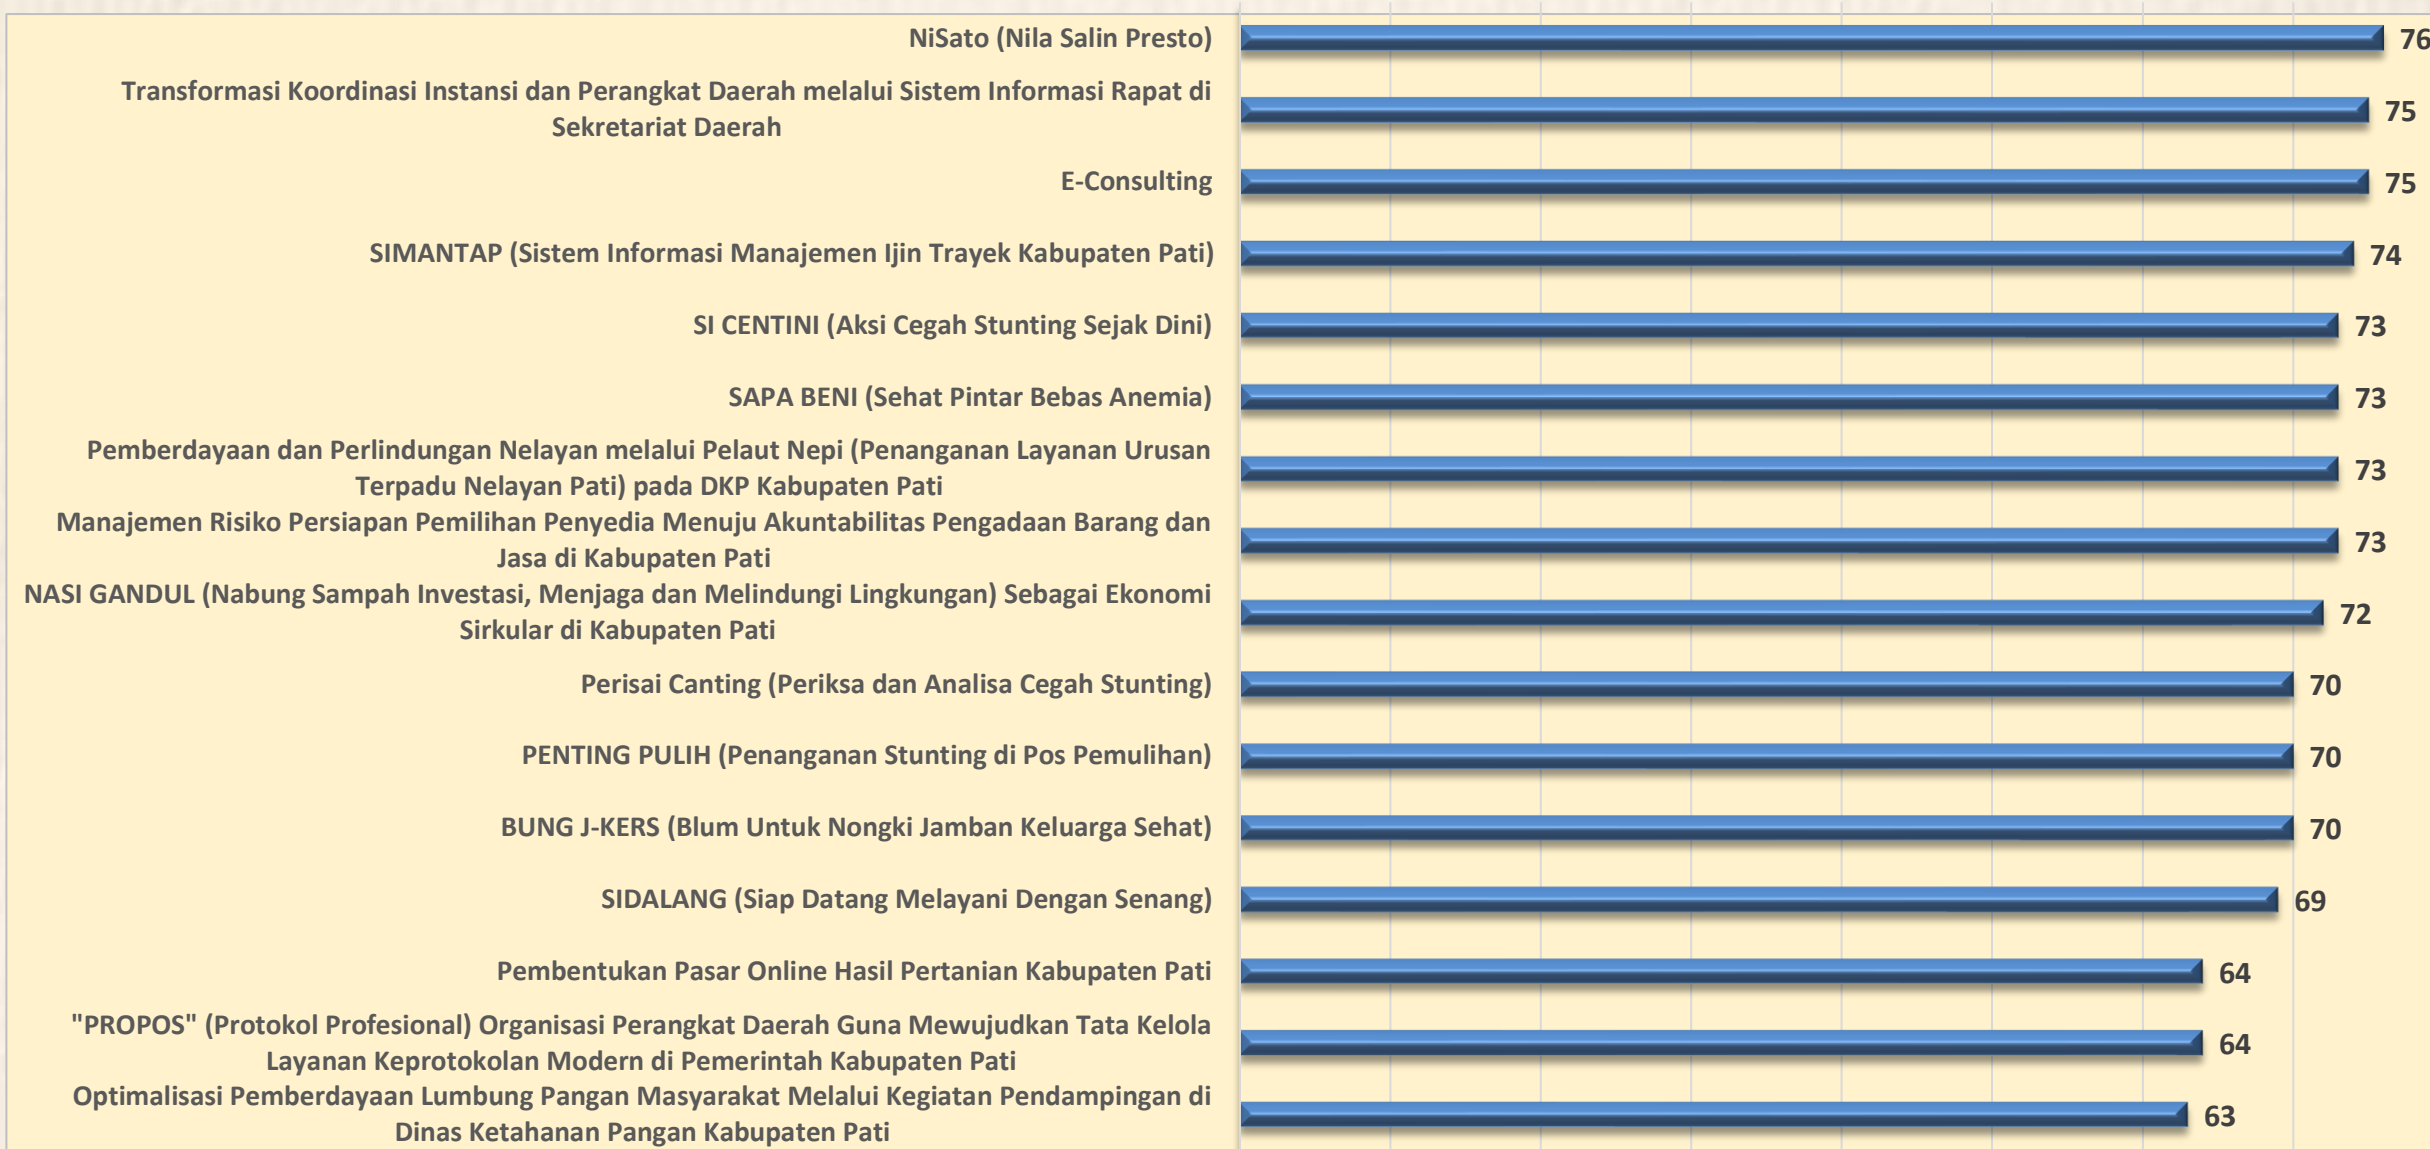 NiSato (Nila Salin Presto)
76
Transformasi Koordinasi Instansi dan Perangkat Daerah melalui Sistem Informasi Rapat di
Sekretariat Daerah
75
E-Consulting
75
SIMANTAP (Sistem Informasi Manajemen Ijin Trayek Kabupaten Pati)
74
SI CENTINI (Aksi Cegah Stunting Sejak Dini)
73
SAPA BENI (Sehat Pintar Bebas Anemia)
73
Pemberdayaan dan Perlindungan Nelayan melalui Pelaut Nepi (Penanganan Layanan Urusan
Terpadu Nelayan Pati) pada DKP Kabupaten Pati
73
Manajemen Risiko Persiapan Pemilihan Penyedia Menuju Akuntabilitas Pengadaan Barang dan
Jasa di Kabupaten Pati
73
NASI GANDUL (Nabung Sampah Investasi, Menjaga dan Melindungi Lingkungan) Sebagai Ekonomi
Sirkular di Kabupaten Pati
72
Perisai Canting (Periksa dan Analisa Cegah Stunting)
70
PENTING PULIH (Penanganan Stunting di Pos Pemulihan)
70
BUNG J-KERS (Blum Untuk Nongki Jamban Keluarga Sehat)
70
SIDALANG (Siap Datang Melayani Dengan Senang)
69
Pembentukan Pasar Online Hasil Pertanian Kabupaten Pati
64
"PROPOS" (Protokol Profesional) Organisasi Perangkat Daerah Guna Mewujudkan Tata Kelola
Layanan Keprotokolan Modern di Pemerintah Kabupaten Pati
64
Optimalisasi Pemberdayaan Lumbung Pangan Masyarakat Melalui Kegiatan Pendampingan di
Dinas Ketahanan Pangan Kabupaten Pati
63